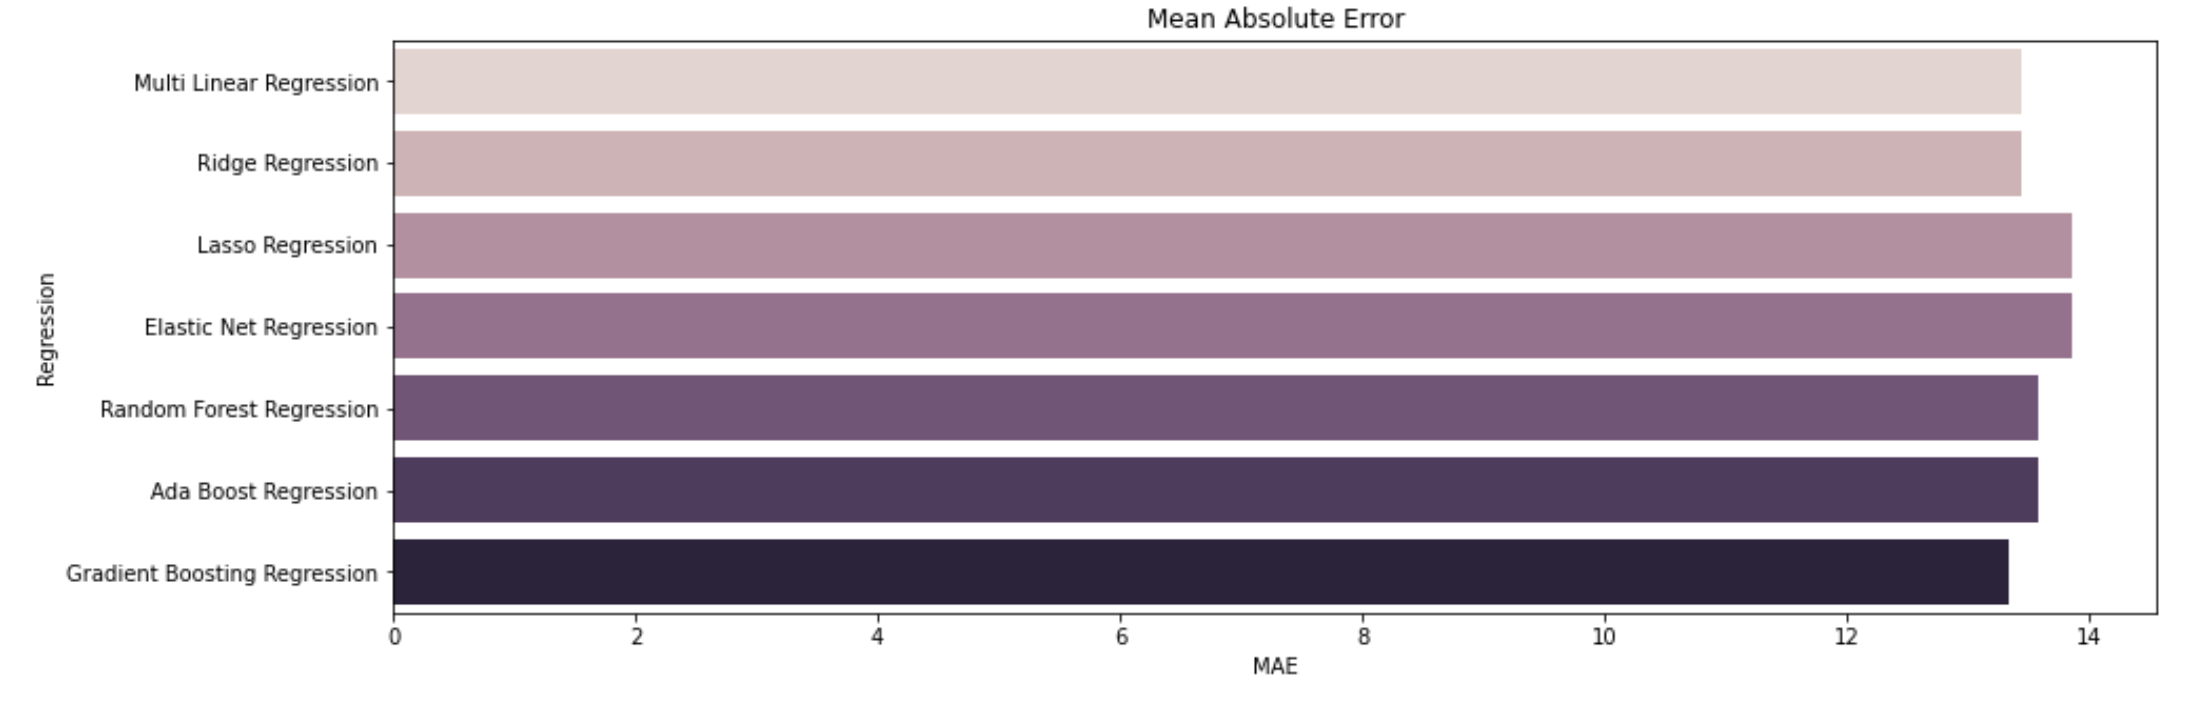 Mean Absolute Error
Regression
Multi Linear Regression
Ridge Regression
Lasso Regression
Elastic Net Regression
Random Forest Regression
Ada Boost Regression
Gradient Boosting Regression
0 2 4 6 8 10 12 14
MAE